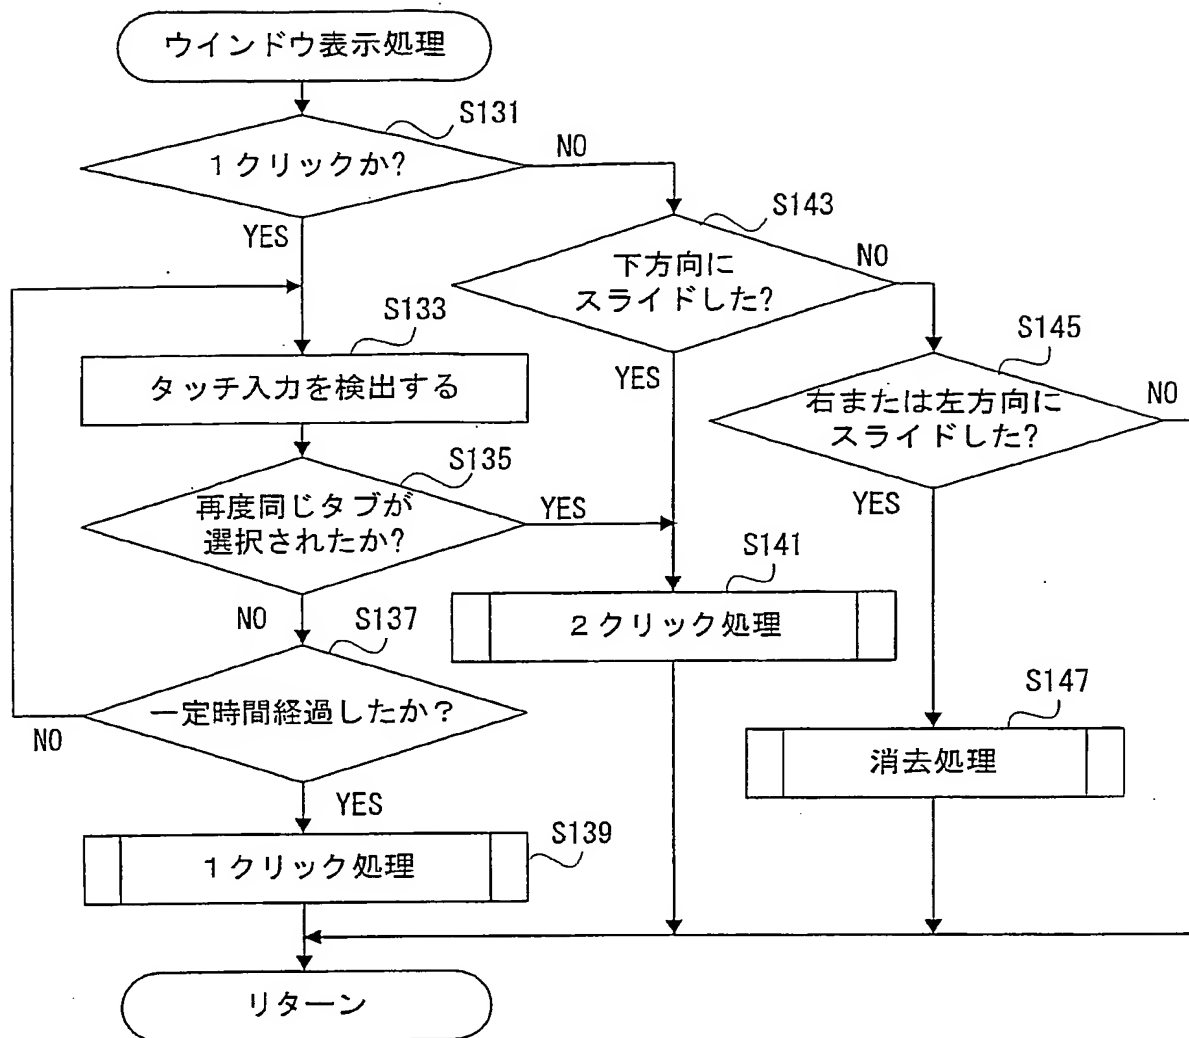 ウインドウ表示処理
S131
1クリックか?
NO
YES
S143
下方向に
スライドした?
NO
YES
S133
タッチ入力を検出する
S145
右または左方向に
スライドした?
NO
YES
S135
再度同じタブが
選択されたか?
YES
NO
S141
2クリック処理
S137
一定時間経過したか?
NO
YES
S147
消去処理
S139
1クリック処理
リターン